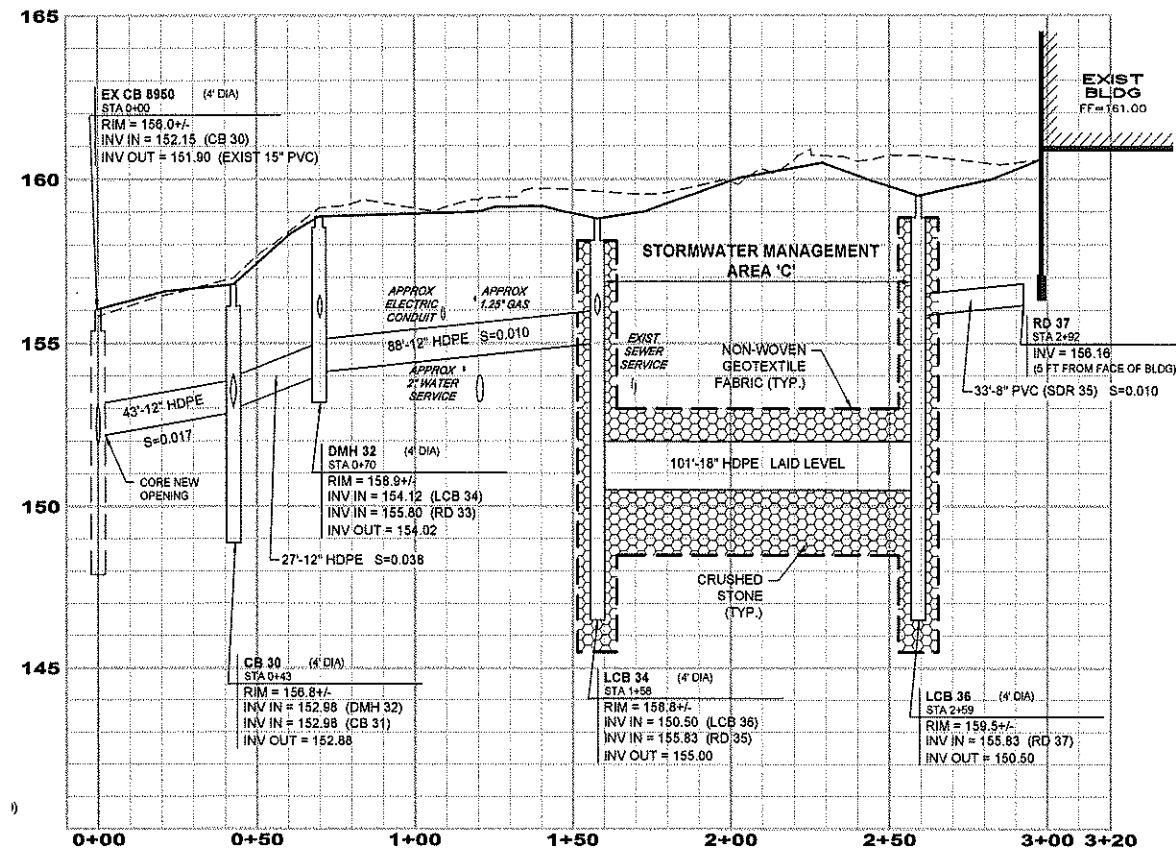 165
160
155
150
145
EX CB 8950 (4' DIA)
STA 0+00
RIM = 156.0+/-
INV IN = 152.15 (CB 30)
INV OUT = 151.90 (EXIST 15" PVC)
EXIST
BLDG
FF=161.00
STORMWATER MANAGEMENT
AREA 'C'
APPROX
ELECTRIC
CONDUIT
APPROX
1.25" GAS
88'-12" HDPE S=0.010
APPROX
2" WATER
SERVICE
EXIST.
SEWER
SERVICE
NON-WOVEN
GEOTEXTILE
FABRIC (TYP.)
RD 37
STA 2+92
INV = 156.16
(5 FT FROM FACE OF BLDG)
33'-8" PVC (SDR 35) S=0.010
43'-12" HDPE
S=0.017
CORE NEW
OPENING
DMH 32 (4' DIA)
STA 0+70
RIM = 158.9+/-
INV IN = 154.12 (LCB 34)
INV IN = 155.80 (RD 33)
INV OUT = 154.02
101'-18" HDPE LAID LEVEL
27'-12" HDPE S=0.038
CRUSHED
STONE
(TYP.)
CB 30 (4' DIA)
STA 0+43
RIM = 156.8+/-
INV IN = 152.98 (DMH 32)
INV IN = 152.98 (CB 31)
INV OUT = 152.88
LCB 34 (4' DIA)
STA 1+58
RIM = 158.8+/-
INV IN = 150.50 (LCB 36)
INV IN = 155.83 (RD 35)
INV OUT = 155.00
LCB 36 (4' DIA)
STA 2+59
RIM = 159.5+/-
INV IN = 155.83 (RD 37)
INV OUT = 150.50
0+00 0+50 1+00 1+50 2+00 2+50 3+00 3+20